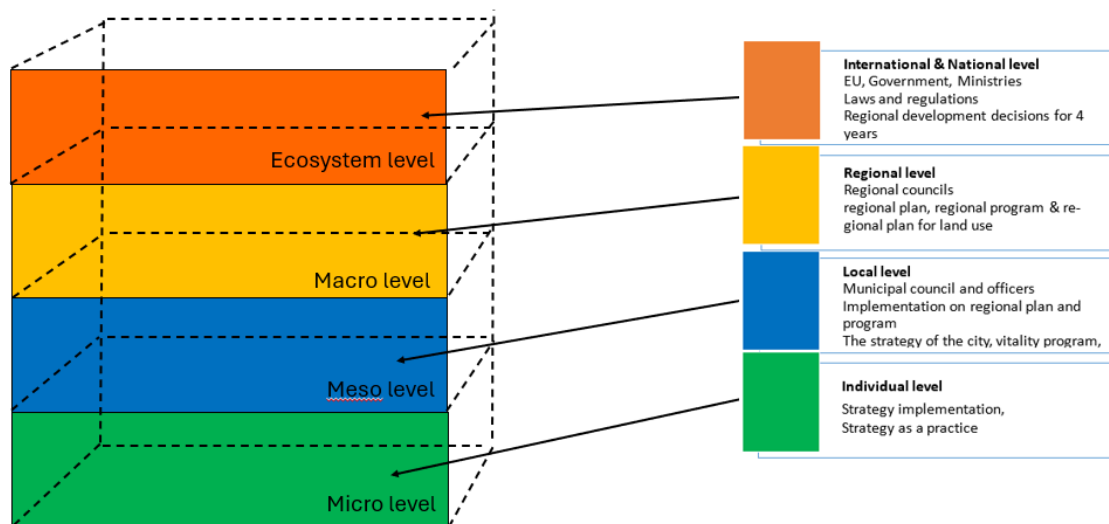 Ecosystem level
Macro level
Meso level
Micro level
International & National level
EU, Government, Ministries
Laws and regulations
Regional development decisions for 4
years
Regional level
Regional councils
regional plan, regional program & re-
gional plan for land use
Local level
Municipal council and officers
Implementation on regional plan and
program
The strategy of the city, vitality program,
Individual level
Strategy implementation,
Strategy as a practice